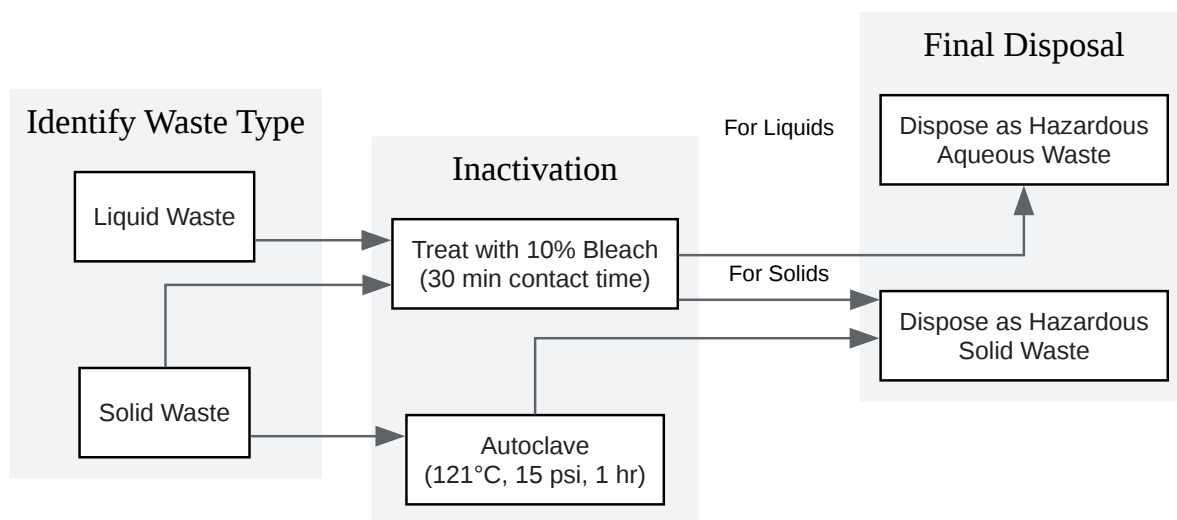 Identify Waste Type
Liquid Waste
Solid Waste
Inactivation
Treat with 10% Bleach
(30 min contact time)
Autoclave
(121°C, 15 psi, 1 hr)
For Liquids
For Solids
Final Disposal
Dispose as Hazardous
Aqueous Waste
Dispose as Hazardous
Solid Waste